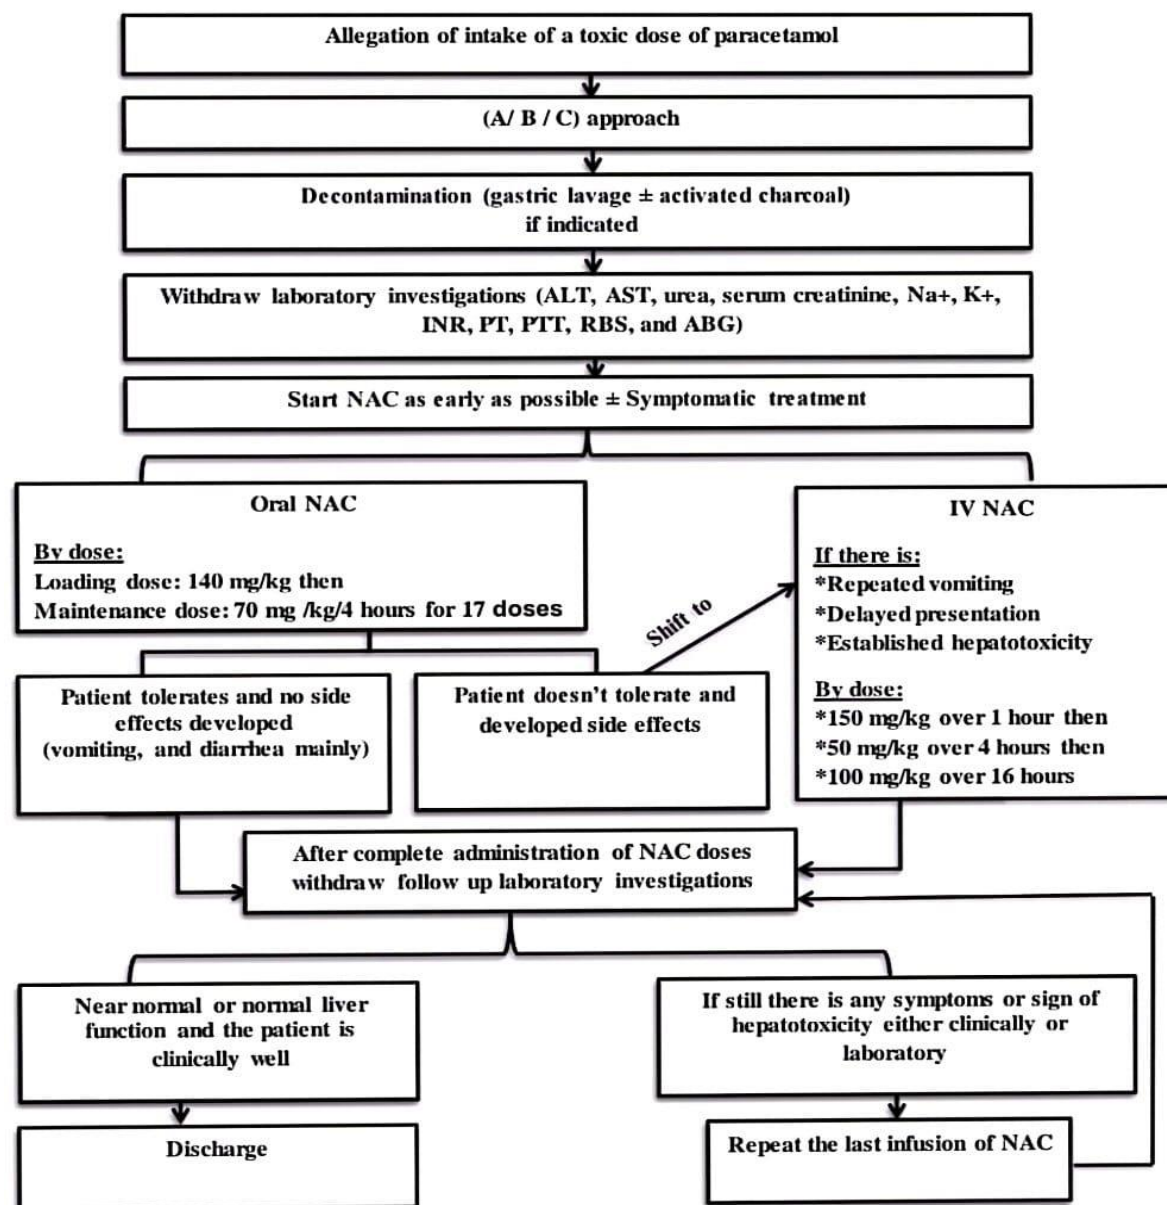 Allegation of intake of a toxic dose of paracetamol
(A/ B / C) approach
Decontamination (gastric lavage ± activated charcoal)
if indicated
Withdraw laboratory investigations (ALT, AST, urea, serum creatinine, Na+, K+,
INR, PT, PTT, RBS, and ABG)
Start NAC as early as possible ± Symptomatic treatment
Oral NAC
By dose:
Loading dose: 140 mg/kg then
Maintenance dose: 70 mg /kg/4 hours for 17 doses
Shift to
IV NAC
If there is:
*Repeated vomiting
*Delayed presentation
*Established hepatotoxicity
By dose:
*150 mg/kg over 1 hour then
*50 mg/kg over 4 hours then
*100 mg/kg over 16 hours
Patient tolerates and no side
effects developed
(vomiting, and diarrhea mainly)
Patient doesn't tolerate and
developed side effects
After complete administration of NAC doses
withdraw follow up laboratory investigations
Near normal or normal liver
function and the patient is
clinically well
If still there is any symptoms or sign of
hepatotoxicity either clinically or
laboratory
Discharge
Repeat the last infusion of NAC